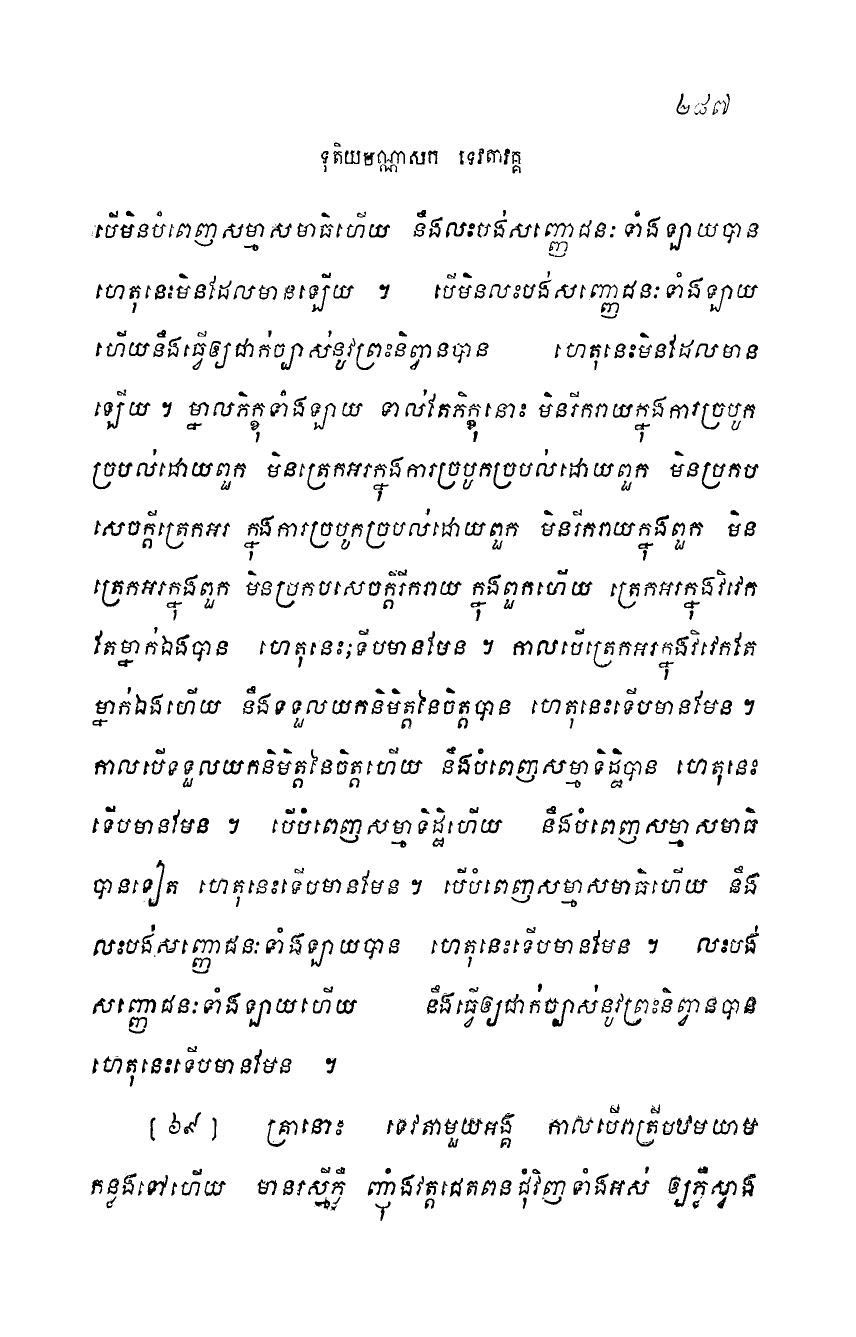 ២៨៧
ទុតិយបណ្ណាសក ទេវតាវគ្គ
បើមិនបំពេញសម្មាសមាធិហើយ នឹងលះបង់សញ្ញោជនៈទាំងឡាយបាន
ហេតុនេះមិនដែលមានឡើយ ។ បើមិនលះបង់សញ្ញោជនៈទាំងឡាយ
ហើយនឹងធ្វើឲ្យជាក់ច្បាស់នូវព្រះនិព្វានបាន ហេតុនេះមិនដែលមាន
ឡើយ ។ ម្នាលភិក្ខុទាំងឡាយ ទាល់តែភិក្ខុនោះ មិនរីករាយក្នុងការច្របូក
ច្របល់ដោយពួក មិនត្រេកអរក្នុងការច្របូកច្របល់ដោយពួក មិនប្រកប
សេចក្តីត្រេកអរ ក្នុងការច្របូកច្របល់ដោយពួក មិនរីករាយក្នុងពួក មិន
ត្រេកអរក្នុងពួក មិនប្រកបសេចក្តីរីករាយ ក្នុងពួកហើយ ត្រេកអរក្នុងវិវេក
តែម្នាក់ឯងបាន ហេតុនេះ;ទើបមានមែន ។ កាលបើត្រេកអរក្នុងវិវេកតែ
ម្នាក់ឯងហើយ នឹងទទួលយកនិមិត្តនៃចិត្តបាន ហេតុនេះទើបមានមែន ។
កាលបើទទួលយកនិមិត្តនៃចិត្តហើយ នឹងបំពេញសម្មាទិដ្ឋិបាន ហេតុនេះ
ទើបមានមែន ។ បើបំពេញសម្មាទិដ្ឋិហើយ នឹងបំពេញសម្មាសមាធិ
បានទៀត ហេតុនេះទើបមានមែន ។ បើបំពេញសម្មាសមាធិហើយ នឹង
លះបង់សញ្ញោជនៈទាំងឡាយបាន ហេតុនេះទើបមានមែន ។ លះបង់
សញ្ញោជនៈទាំងឡាយហើយ នឹងធ្វើឲ្យជាក់ច្បាស់នូវព្រះនិព្វានបាន
ហេតុនេះទើបមានមែន ។
[ ៦៩ ] គ្រានោះ ទេវតាមួយអង្គ កាលបើរាត្រីបឋមយាម
កន្លងទៅហើយ មានរស្មីភ្លឺ ញ៉ាំងវត្តជេតពនជុំវិញទាំងអស់ ឲ្យភ្លឺស្វាង